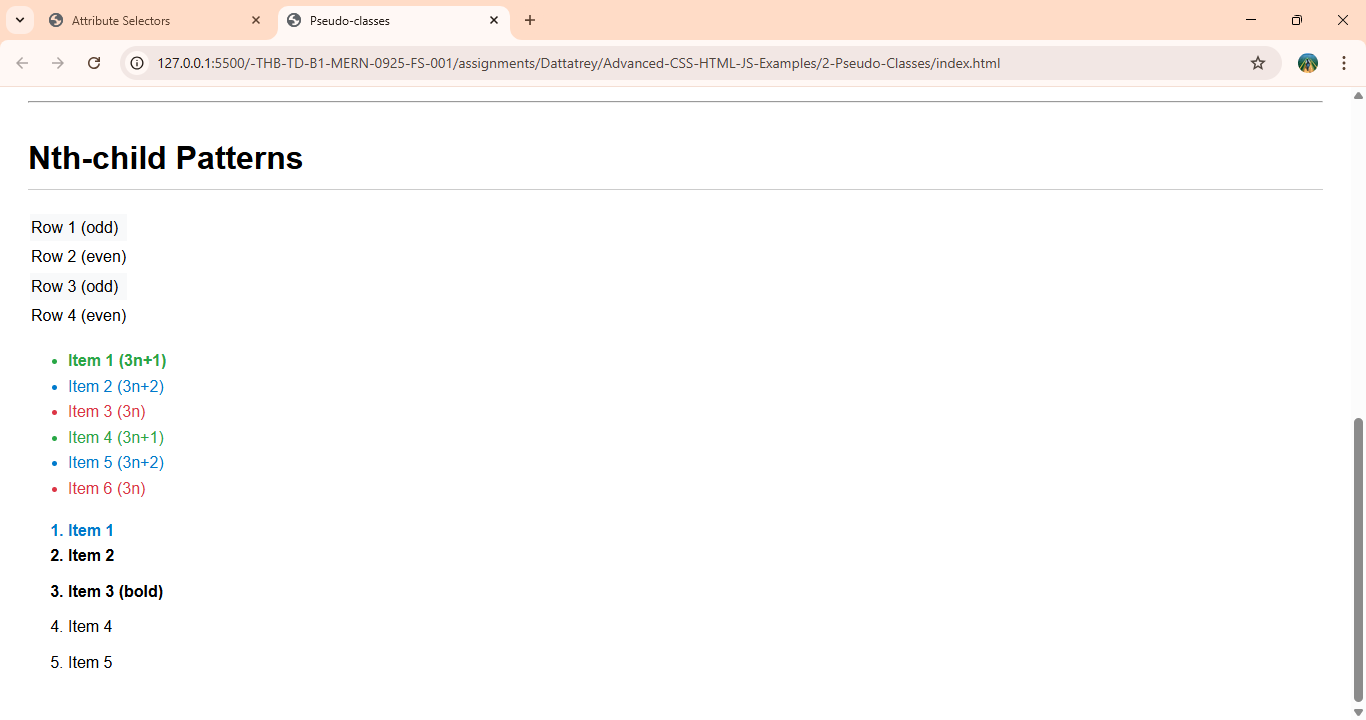 Attribute Selectors
Pseudo-classes
127.0.0.1:5500/-THB-TD-B1-MERN-0925-FS-001/assignments/Dattatrey/Advanced-CSS-HTML-JS-Examples/2-Pseudo-Classes/index.html
Nth-child Patterns
Row 1 (odd)
Row 2 (even)
Row 3 (odd)
Row 4 (even)
• Item 1 (3n+1)
• Item 2 (3n+2)
• Item 3 (3n)
• Item 4 (3n+1)
• Item 5 (3n+2)
• Item 6 (3n)
1. Item 1
2. Item 2
3. Item 3 (bold)
4. Item 4
5. Item 5